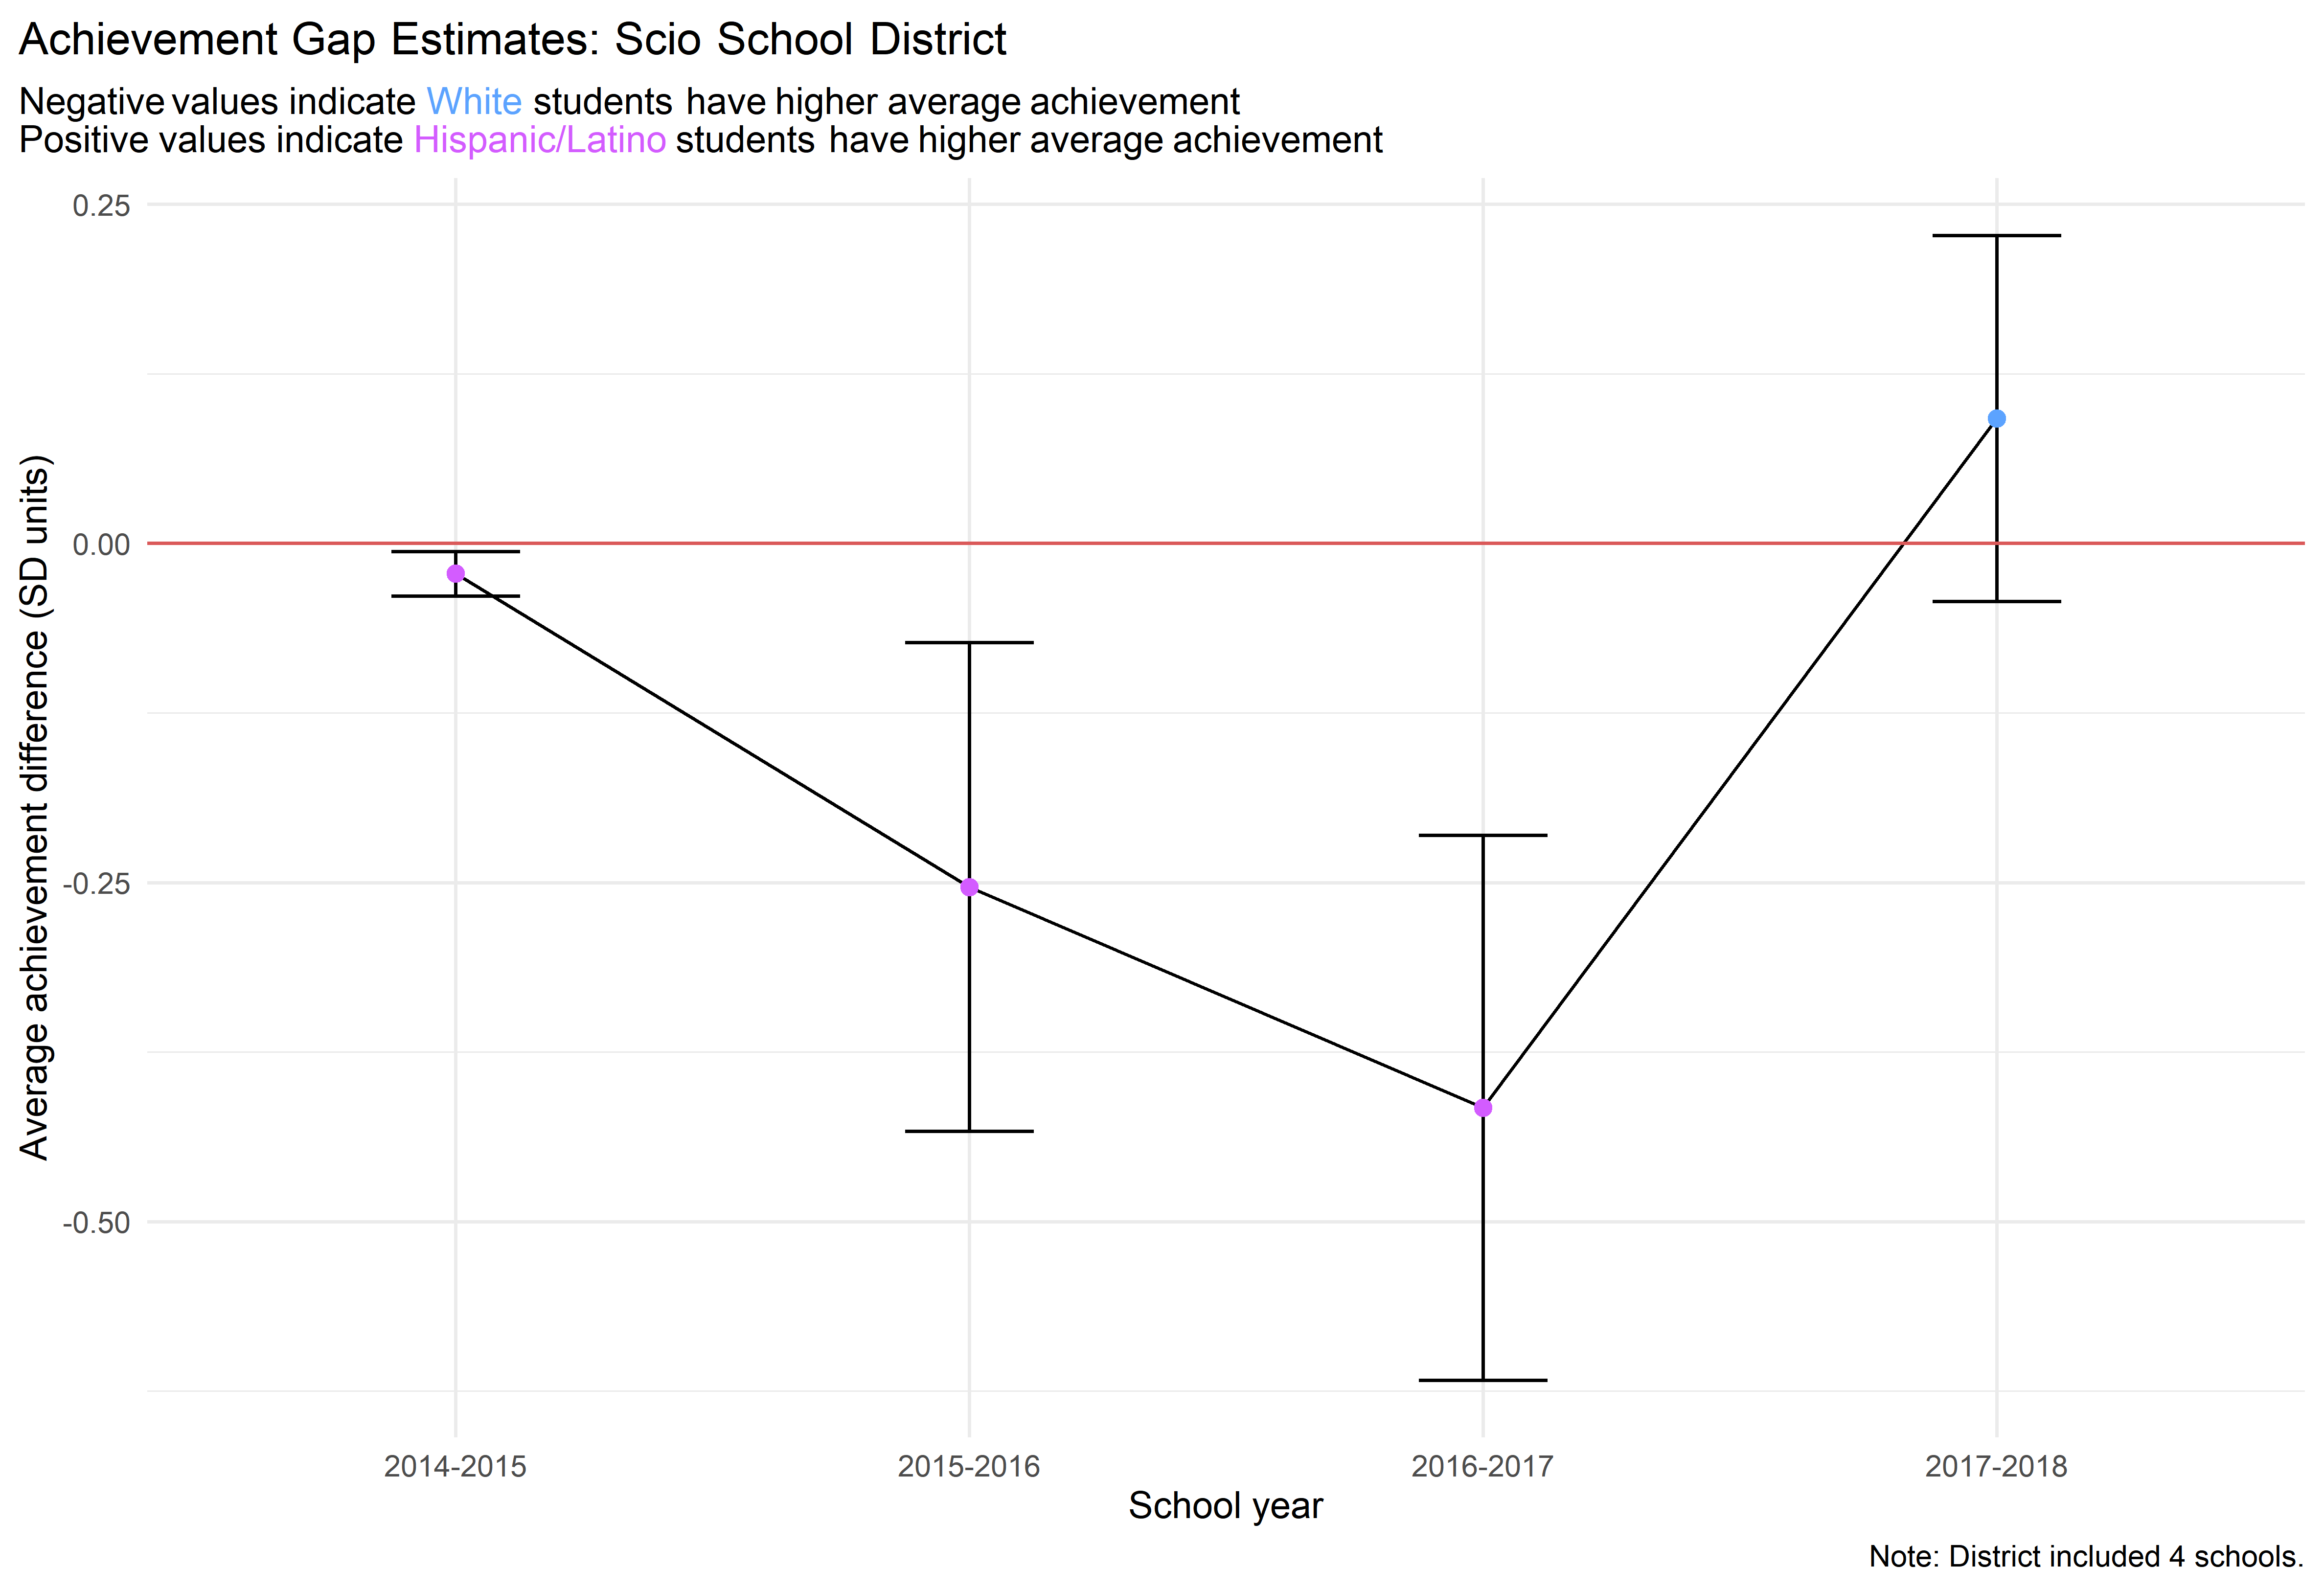 Achievement Gap Estimates: Scio School District
Negative values indicate White students have higher average achievement
Positive values indicate Hispanic/Latino students have higher average achievement
Average achievement difference (SD units)
0.25
0.00
-0.25
-0.50
2014-2015
2015-2016
2016-2017
2017-2018
School year
Note: District included 4 schools.